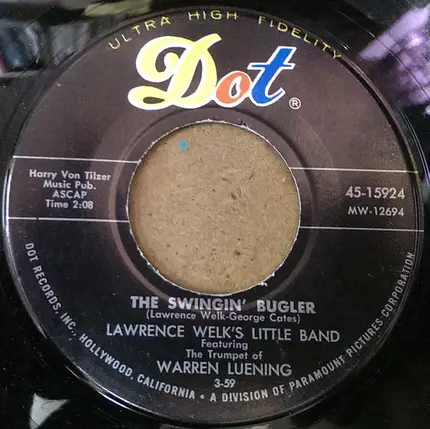 ULTRA HIGH FIDELITY
Dot®
Harry Von Tilzer
Music Pub.
ASCAP
Time 2:08
45-15924
MW-12694
THE SWINGIN' BUGLER
(Lawrence Welk-George Cates)
LAWRENCE WELK'S LITTLE BAND
Featuring
The Trumpet of
WARREN LUENING
3-59
DOT RECORDS, INC., HOLLYWOOD, CALIFORNIA • A DIVISION OF PARAMOUNT PICTURES CORPORATION